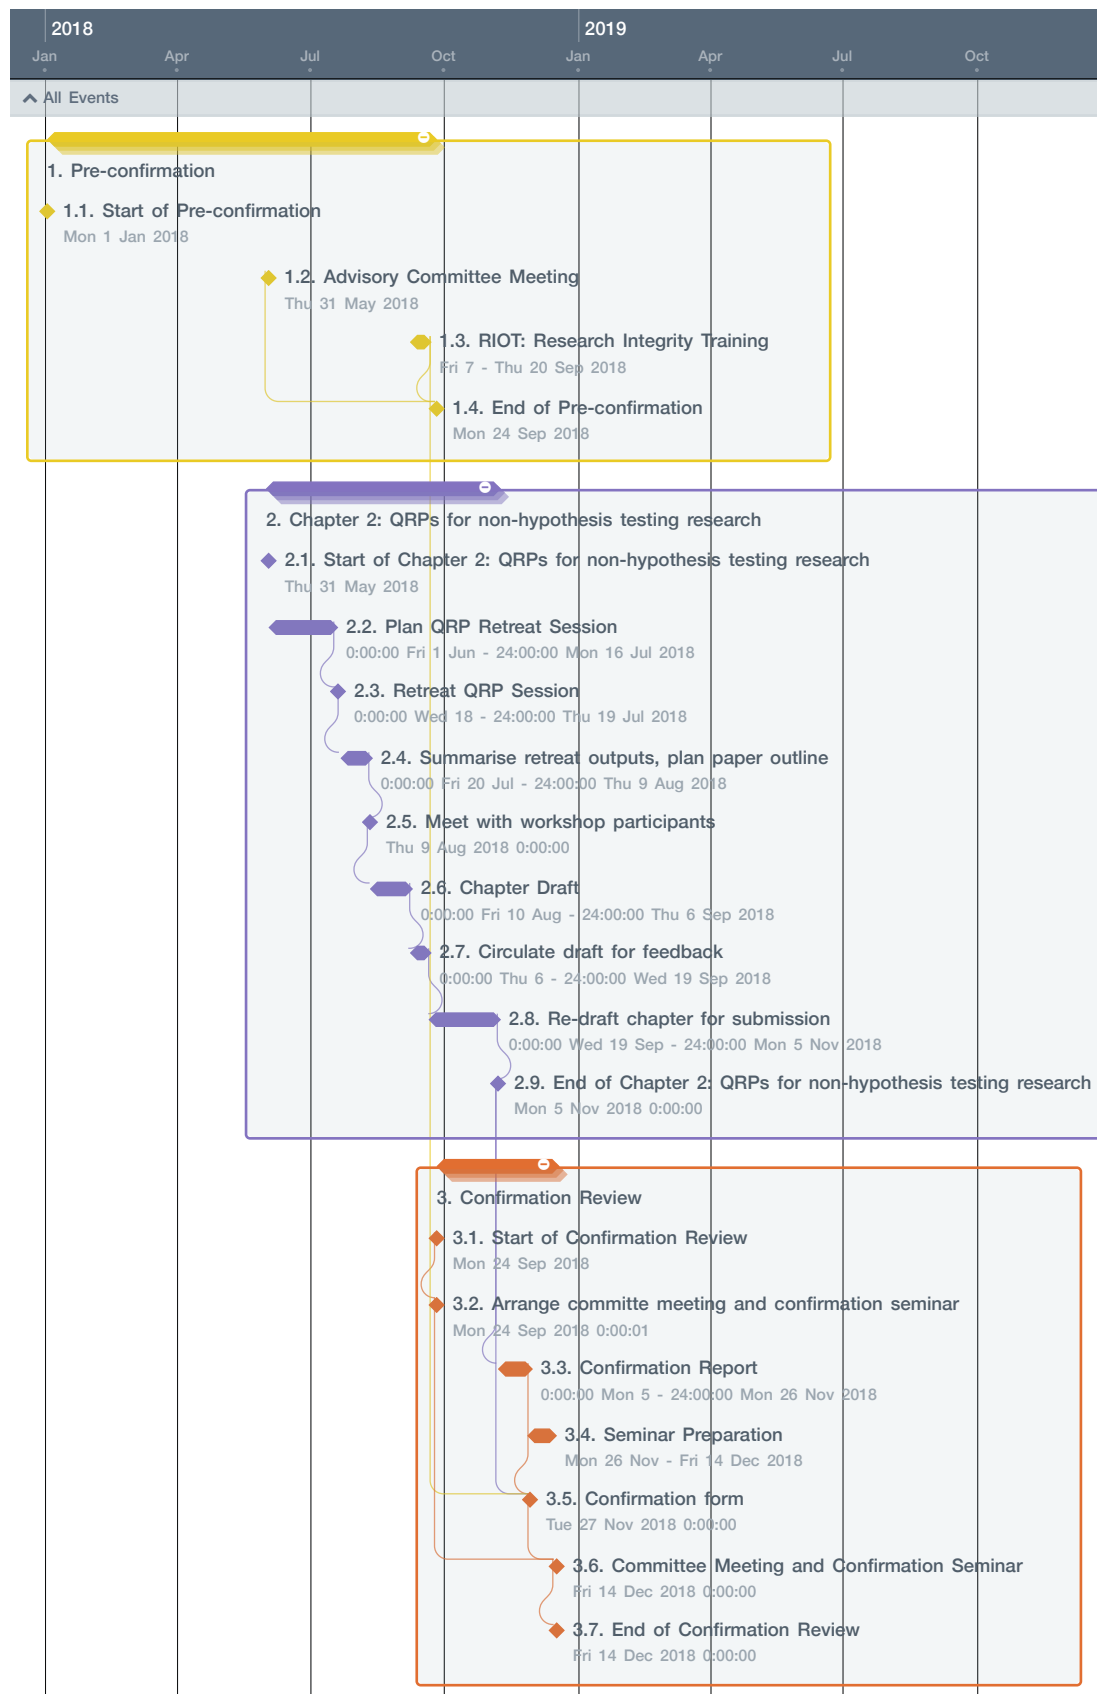 2018 2019
Jan Apr Jul Oct Jan Apr Jul Oct
All Events
1. Pre-confirmation
1.1. Start of Pre-confirmation
Mon 1 Jan 2018
1.2. Advisory Committee Meeting
Thu 31 May 2018
1.3. RIOT: Research Integrity Training
Fri 7 - Thu 20 Sep 2018
1.4. End of Pre-confirmation
Mon 24 Sep 2018
2. Chapter 2: QRPs for non-hypothesis testing research
2.1. Start of Chapter 2: QRPs for non-hypothesis testing research
Thu 31 May 2018
2.2. Plan QRP Retreat Session
0:00:00 Fri 1 Jun - 24:00:00 Mon 16 Jul 2018
2.3. Retreat QRP Session
0:00:00 Wed 18 - 24:00:00 Thu 19 Jul 2018
2.4. Summarise retreat outputs, plan paper outline
0:00:00 Fri 20 Jul - 24:00:00 Thu 9 Aug 2018
2.5. Meet with workshop participants
Thu 9 Aug 2018 0:00:00
2.6. Chapter Draft
0:00:00 Fri 10 Aug - 24:00:00 Thu 6 Sep 2018
2.7. Circulate draft for feedback
0:00:00 Thu 6 - 24:00:00 Wed 19 Sep 2018
2.8. Re-draft chapter for submission
0:00:00 Wed 19 Sep - 24:00:00 Mon 5 Nov 2018
2.9. End of Chapter 2: QRPs for non-hypothesis testing research
Mon 5 Nov 2018 0:00:00
3. Confirmation Review
3.1. Start of Confirmation Review
Mon 24 Sep 2018
3.2. Arrange committe meeting and confirmation seminar
Mon 24 Sep 2018 0:00:01
3.3. Confirmation Report
0:00:00 Mon 5 - 24:00:00 Mon 26 Nov 2018
3.4. Seminar Preparation
Mon 26 Nov - Fri 14 Dec 2018
3.5. Confirmation form
Tue 27 Nov 2018 0:00:00
3.6. Committee Meeting and Confirmation Seminar
Fri 14 Dec 2018 0:00:00
3.7. End of Confirmation Review
Fri 14 Dec 2018 0:00:00